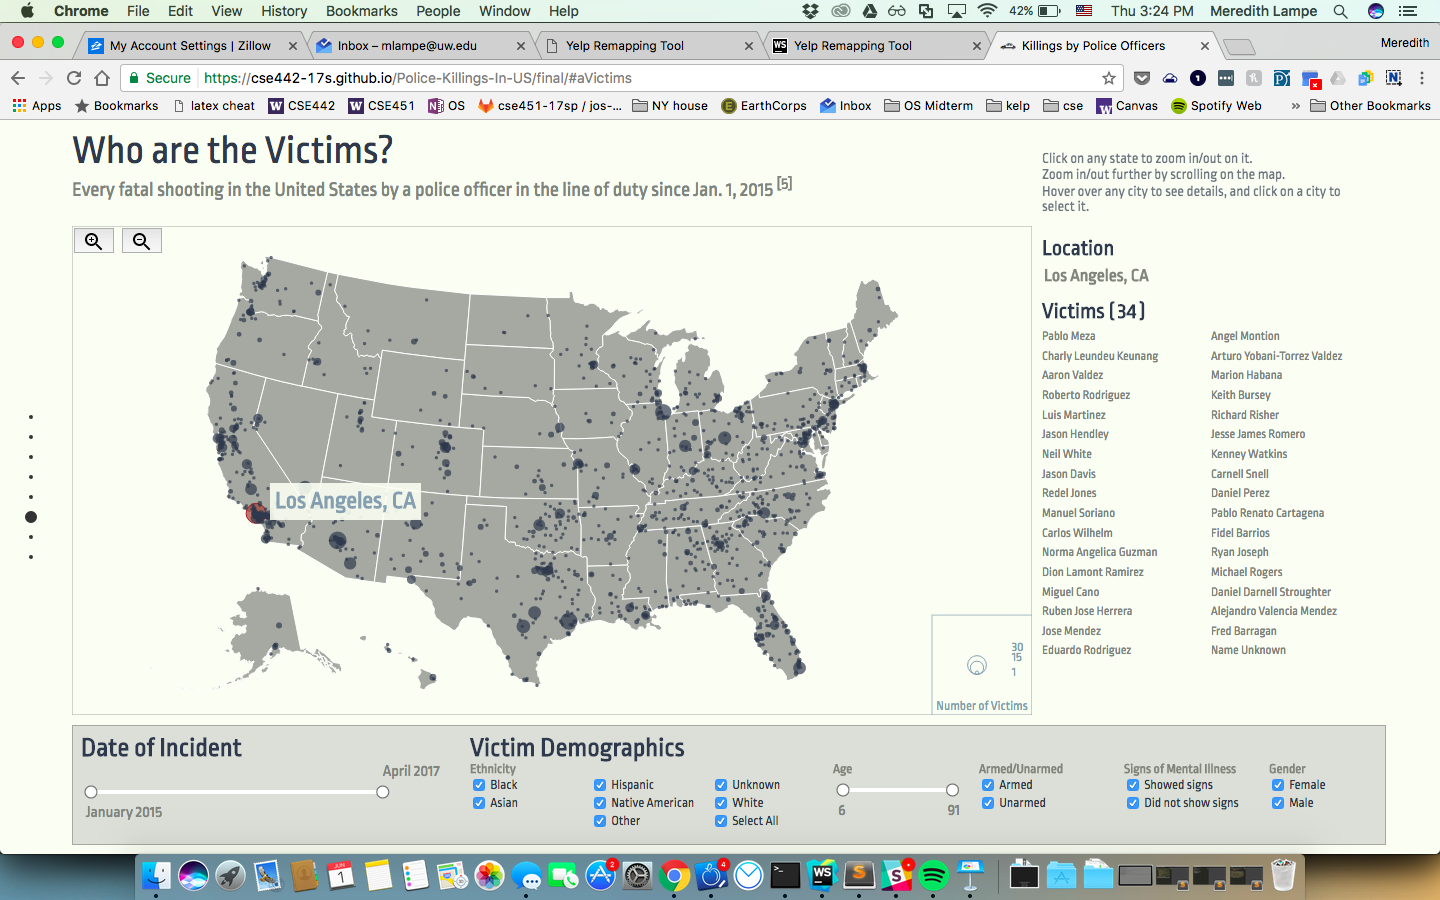 Chrome File Edit View History Bookmarks People Window Help 42% Thu 3:24 PM Meredith Lampe
My Account Settings | Zillow Inbox – mlampe@uw.edu Yelp Remapping Tool Yelp Remapping Tool Killings by Police Officers Meredith
Secure https://cse442-17s.github.io/Police-Killings-In-US/final/#aVictims
Apps Bookmarks latex cheat CSE442 CSE451 OS cse451-17sp / jos-... NY house EarthCorps Inbox OS Midterm kelp cse Canvas Spotify Web » Other Bookmarks
Who are the Victims?
Every fatal shooting in the United States by a police officer in the line of duty since Jan. 1, 2015 [5]
Click on any state to zoom in/out on it.
Zoom in/out further by scrolling on the map.
Hover over any city to see details, and click on a city to
select it.
Location
Los Angeles, CA
Victims (34)
Pablo Meza Angel Montion
Charly Leundeu Keunang Arturo Yobani-Torrez Valdez
Aaron Valdez Marion Habana
Roberto Rodriguez Keith Bursey
Luis Martinez Richard Risher
Jason Hendley Jesse James Romero
Neil White Kenney Watkins
Jason Davis Carnell Snell
Redel Jones Daniel Perez
Manuel Soriano Pablo Renato Cartagena
Carlos Wilhelm Fidel Barrios
Norma Angelica Guzman Ryan Joseph
Dion Lamont Ramirez Michael Rogers
Miguel Cano Daniel Darnell Stroughter
Ruben Jose Herrera Alejandro Valencia Mendez
Jose Mendez Fred Barragan
Eduardo Rodriguez Name Unknown
Los Angeles, CA
30
15
1
Number of Victims
Date of Incident
April 2017
January 2015
Victim Demographics
Ethnicity
Black Hispanic Unknown
Asian Native American White
Other Select All
Age
6 91
Armed/Unarmed
Armed
Unarmed
Signs of Mental Illness
Showed signs
Did not show signs
Gender
Female
Male
JUN
1
2
4
WS